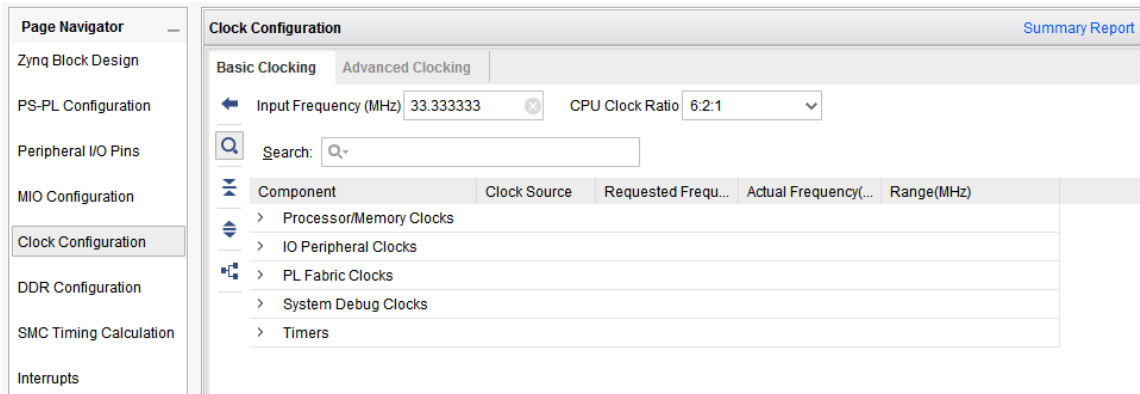 Page Navigator
Zynq Block Design
PS-PL Configuration
Peripheral I/O Pins
MIO Configuration
Clock Configuration
DDR Configuration
SMC Timing Calculation
Interrupts
Clock Configuration
Summary Report
Basic Clocking
Advanced Clocking
Input Frequency (MHz) 33.333333
CPU Clock Ratio 6:2:1
Search:
Component Clock Source Requested Frequ... Actual Frequency(... Range(MHz)
Processor/Memory Clocks
IO Peripheral Clocks
PL Fabric Clocks
System Debug Clocks
Timers